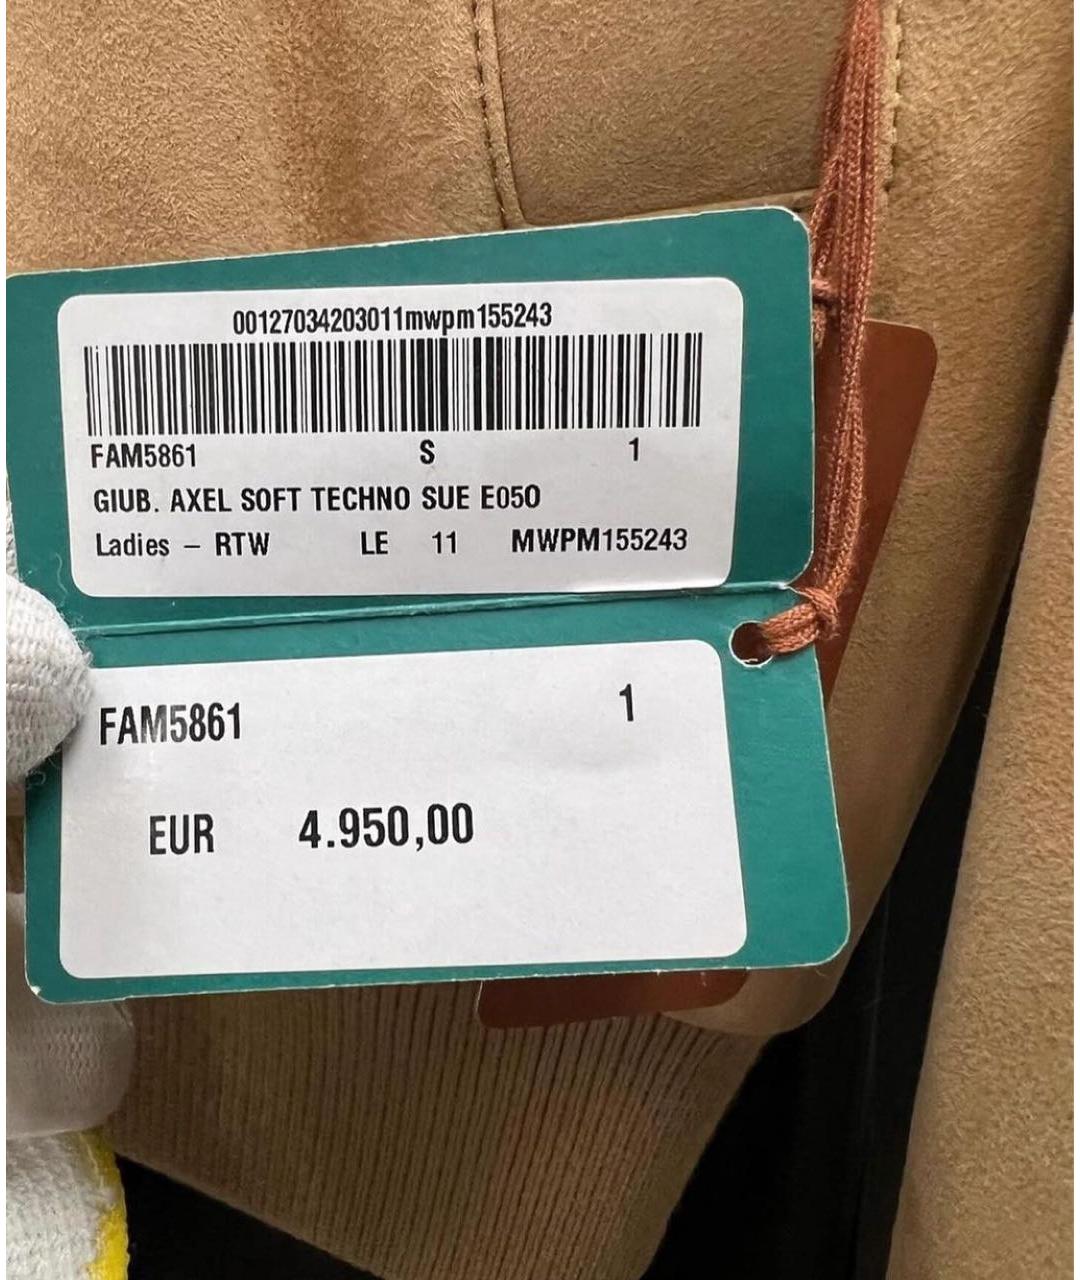 00127034203011mwpm155243
FAM5861 S 1
GIUB. AXEL SOFT TECHNO SUE E050
Ladies – RTW LE 11 MWPM155243
FAM5861 1
EUR 4.950,00